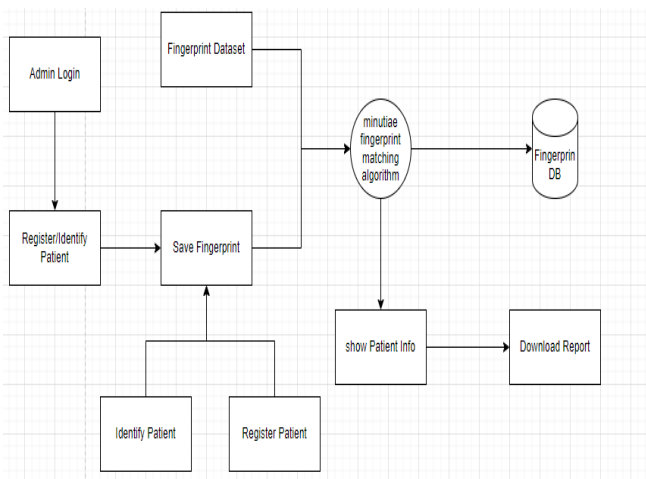 Fingerprint Dataset
Admin Login
minutiae
fingerprint
matching
algorithm
Fingerprin
DB
Register/Identify
Patient
Save Fingerprint
show Patient Info
Download Report
Identify Patient
Register Patient